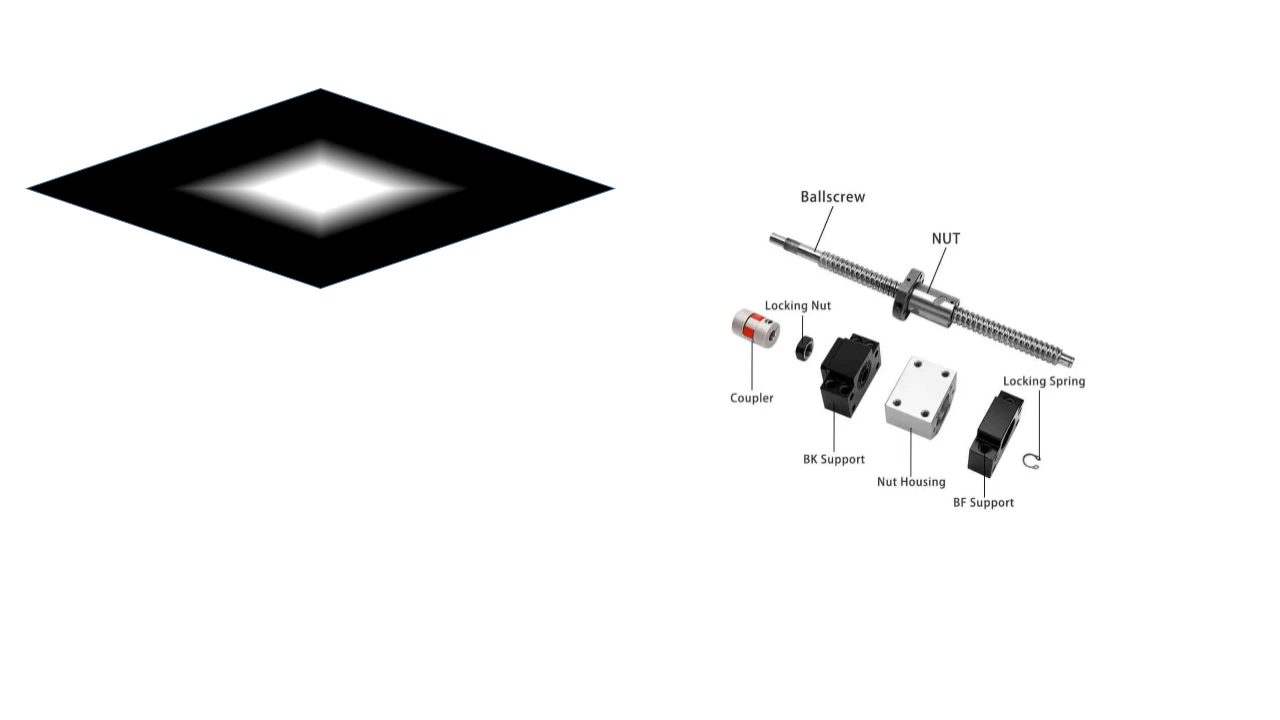 Ballscrew
NUT
Locking Nut
Locking Spring
Coupler
BK Support
Nut Housing
BF Support